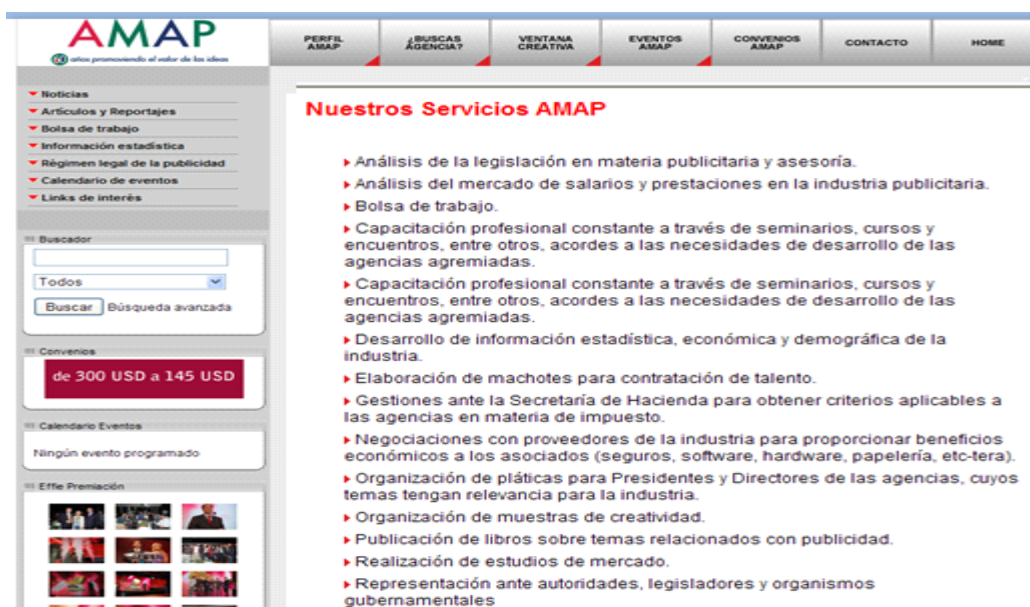 AMAP
60 años promoviendo el valor de las ideas
PERFIL AMAP
¿BUSCAS AGENCIA?
VENTANA CREATIVA
EVENTOS AMAP
CONVENIOS AMAP
CONTACTO
HOME
Noticias
Artículos y Reportajes
Bolsa de trabajo
Información estadística
Régimen legal de la publicidad
Calendario de eventos
Links de interés
Buscador
Todos
Buscar Búsqueda avanzada
Convenios
de 300 USD a 145 USD
Calendario Eventos
Ningún evento programado
Effie Premiación
Nuestros Servicios AMAP
Análisis de la legislación en materia publicitaria y asesoría.
Análisis del mercado de salarios y prestaciones en la industria publicitaria.
Bolsa de trabajo.
Capacitación profesional constante a través de seminarios, cursos y
encuentros, entre otros, acordes a las necesidades de desarrollo de las
agencias agremiadas.
Capacitación profesional constante a través de seminarios, cursos y
encuentros, entre otros, acordes a las necesidades de desarrollo de las
agencias agremiadas.
Desarrollo de información estadística, económica y demográfica de la
industria.
Elaboración de machotes para contratación de talento.
Gestiones ante la Secretaría de Hacienda para obtener criterios aplicables a
las agencias en materia de impuesto.
Negociaciones con proveedores de la industria para proporcionar beneficios
económicos a los asociados (seguros, software, hardware, papelería, etc-tera).
Organización de pláticas para Presidentes y Directores de las agencias, cuyos
temas tengan relevancia para la industria.
Organización de muestras de creatividad.
Publicación de libros sobre temas relacionados con publicidad.
Realización de estudios de mercado.
Representación ante autoridades, legisladores y organismos
gubernamentales